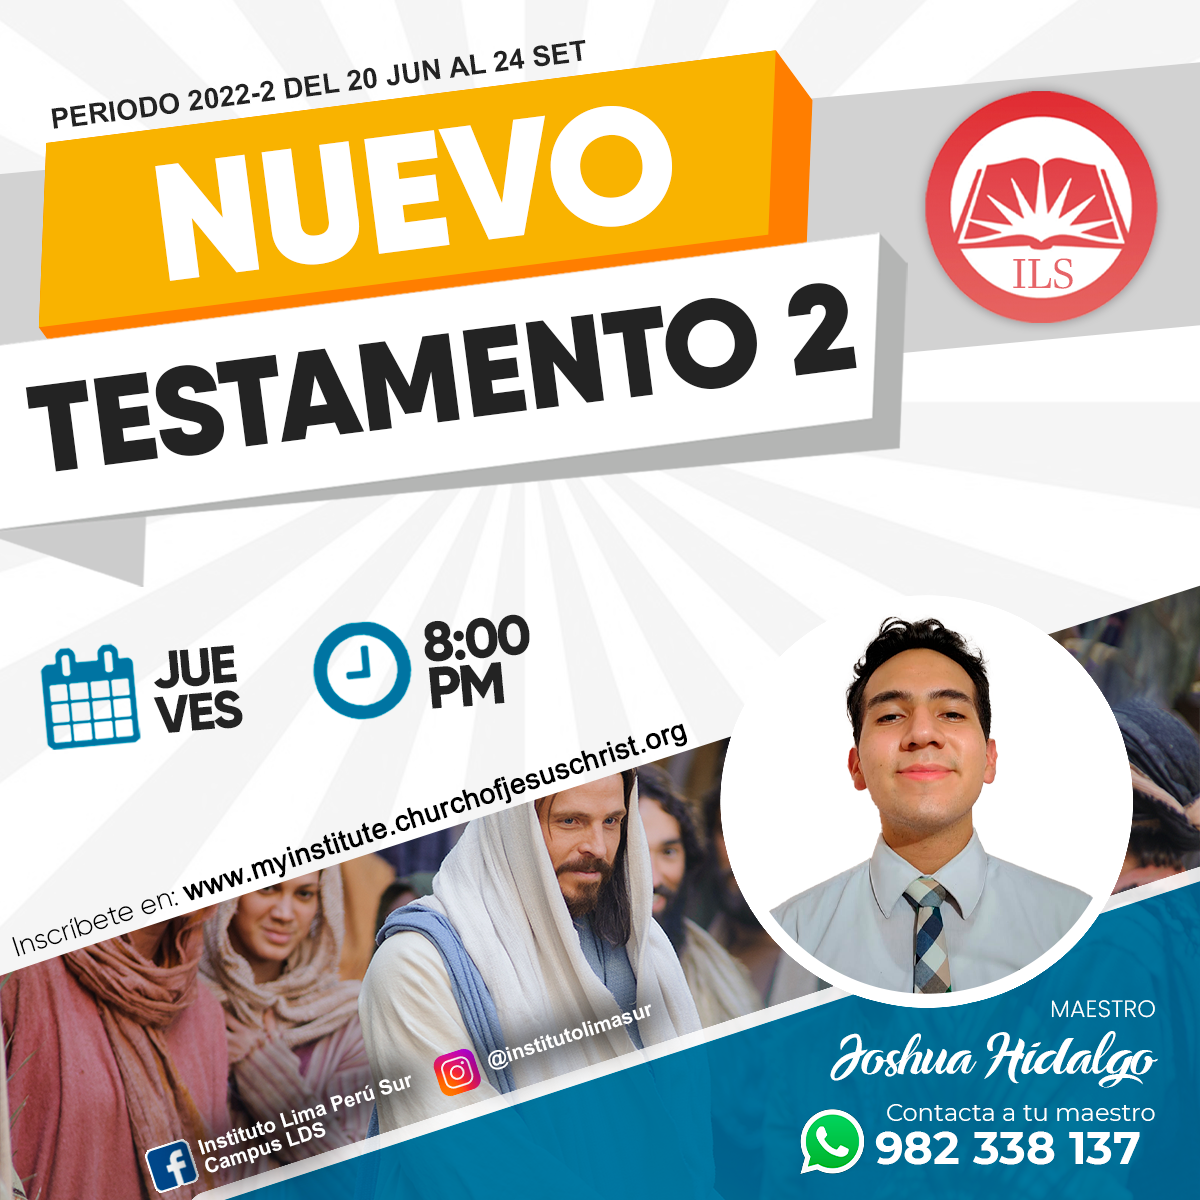 PERIODO 2022-2 DEL 20 JUN AL 24 SET
NUEVO
TESTAMENTO 2
ILS
JUE
VES
8:00
PM
Inscríbete en: www.myinstitute.churchofjesuschrist.org
MAESTRO
Joshua Hidalgo
Contacta a tu maestro
982 338 137
@institutolimasur
Instituto Lima Perú Sur
Campus LDS